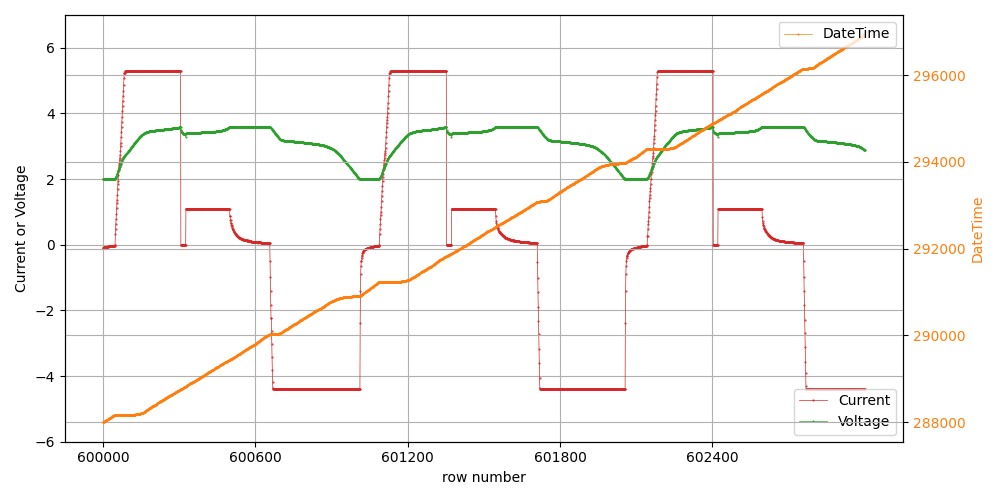 DateTime
6
4
2
0
−2
−4
−6
Current or Voltage
296000
294000
292000
290000
288000
DateTime
Current
Voltage
600000 600600 601200 601800 602400
row number